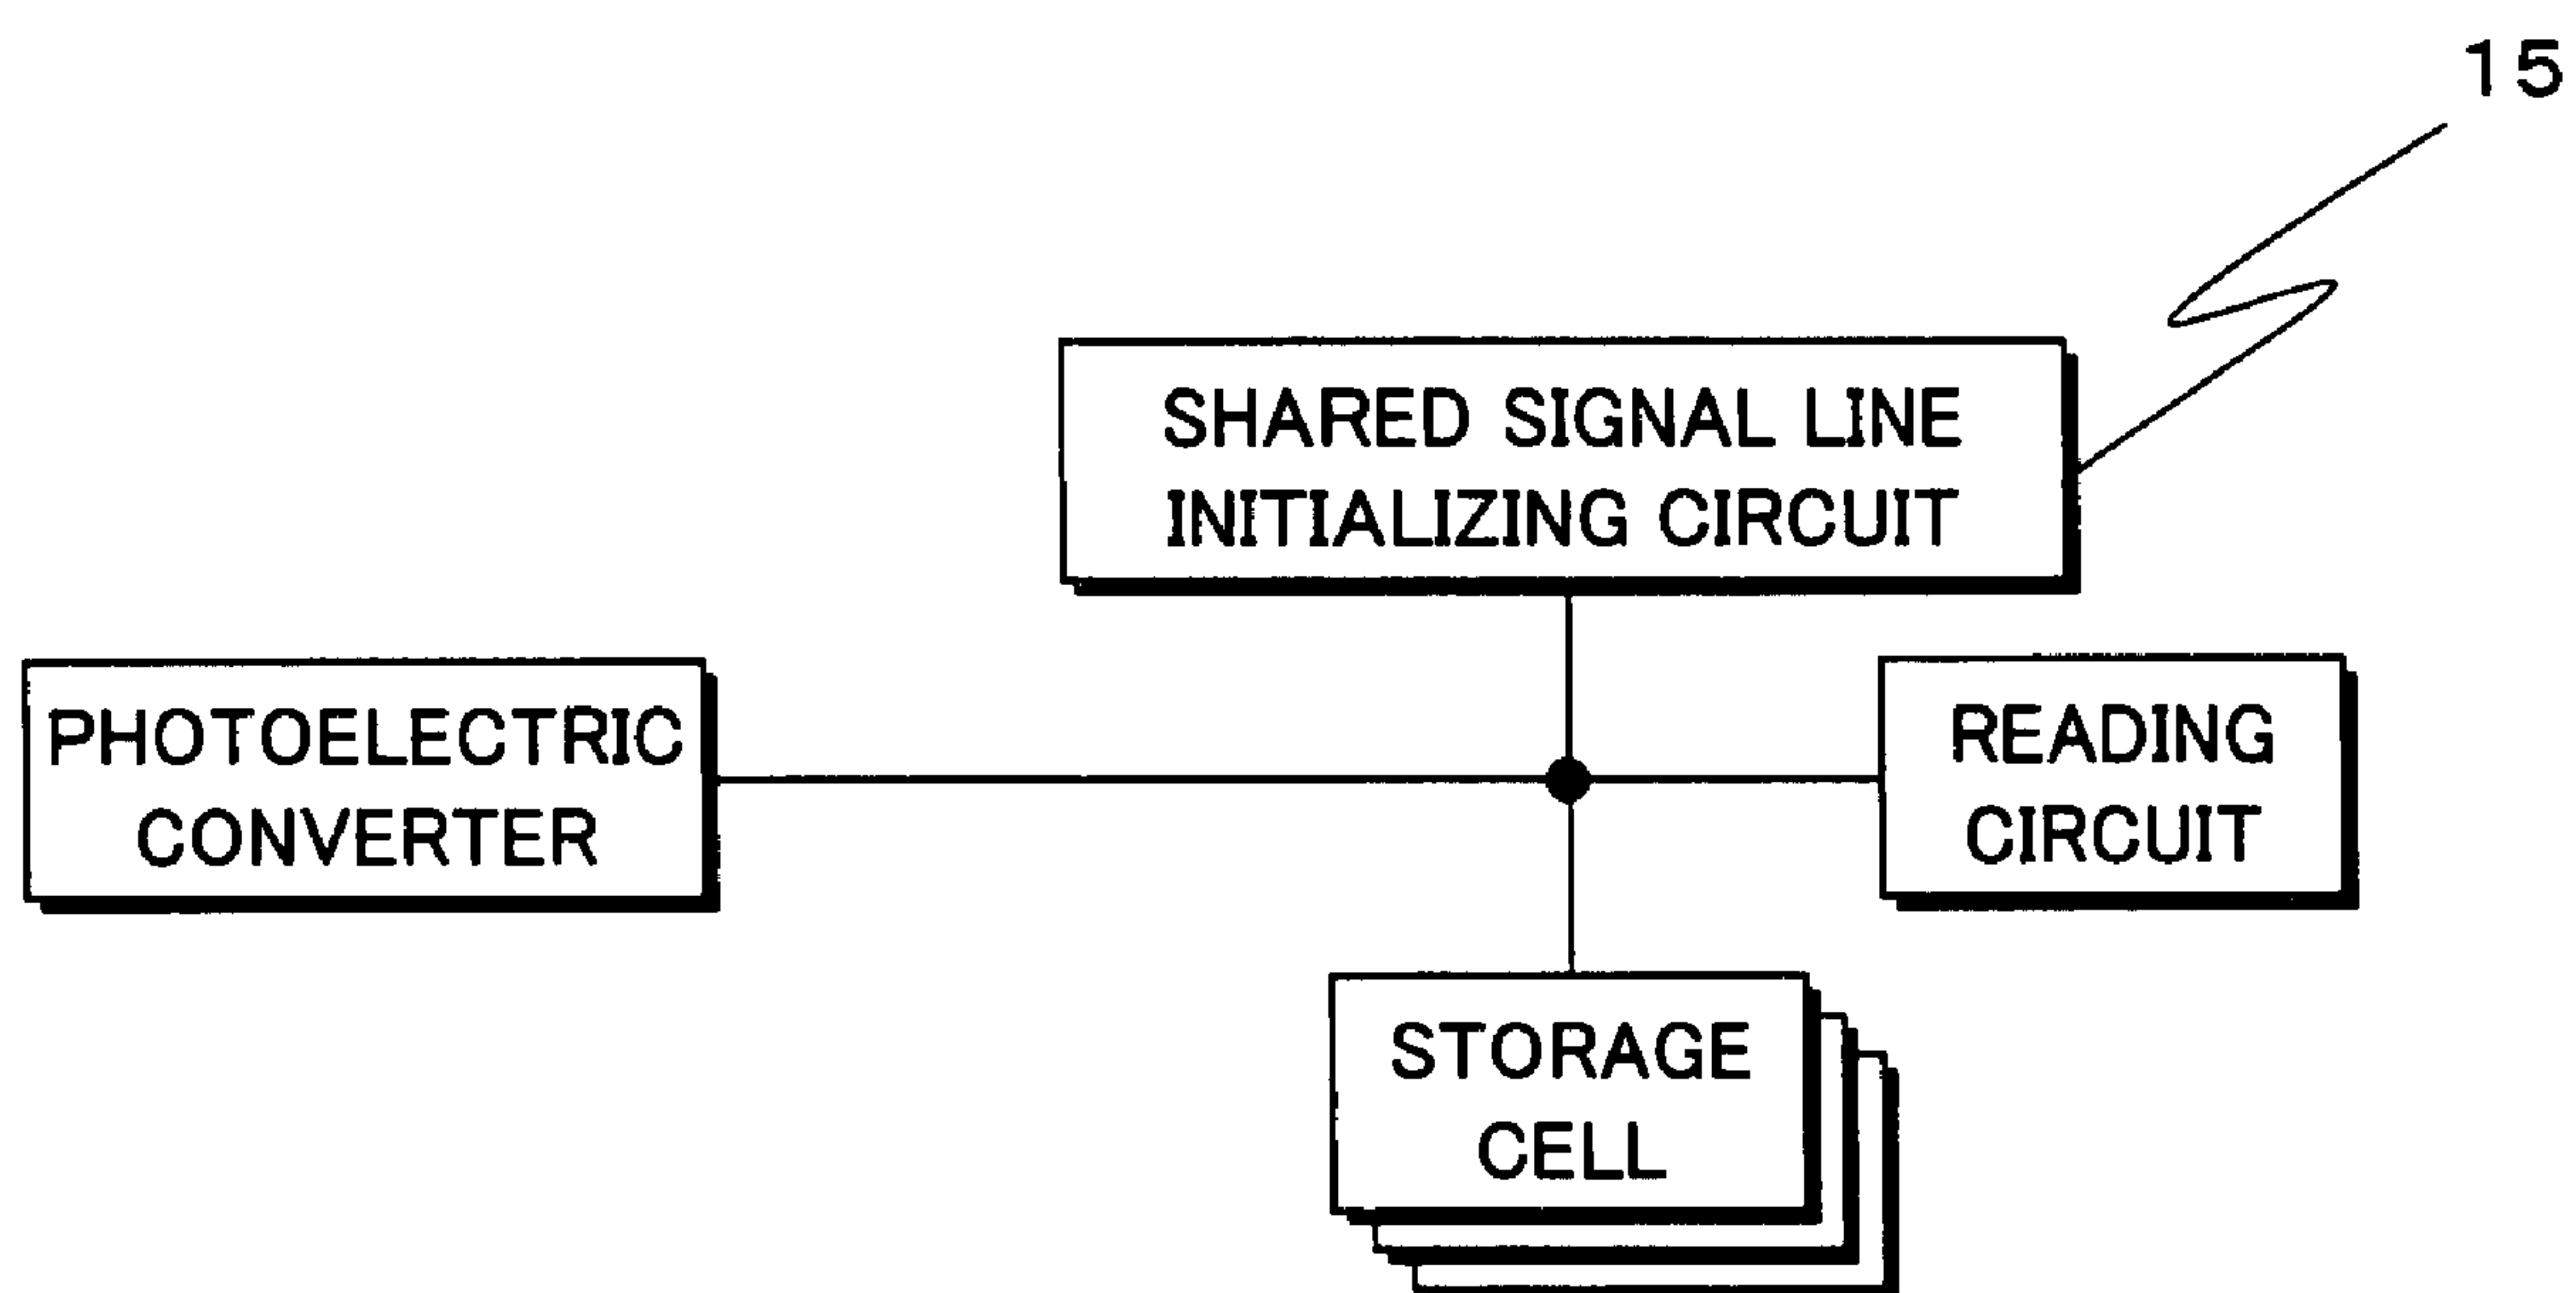 15
SHARED SIGNAL LINE
INITIALIZING CIRCUIT
PHOTOELECTRIC
CONVERTER
READING
CIRCUIT
STORAGE
CELL